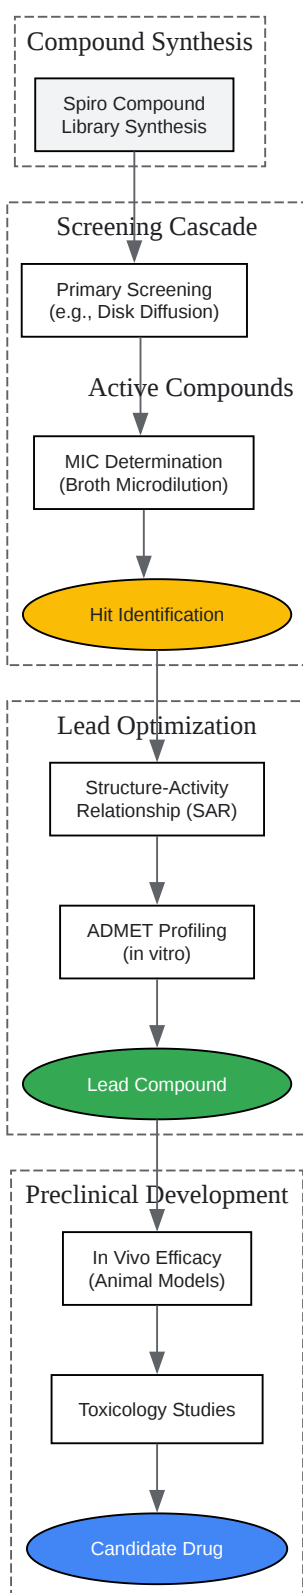 Compound Synthesis
Spiro Compound
Library Synthesis
Screening Cascade
Primary Screening
(e.g., Disk Diffusion)
Active Compounds
MIC Determination
(Broth Microdilution)
Hit Identification
Lead Optimization
Structure-Activity
Relationship (SAR)
ADMET Profiling
(in vitro)
Lead Compound
Preclinical Development
In Vivo Efficacy
(Animal Models)
Toxicology Studies
Candidate Drug